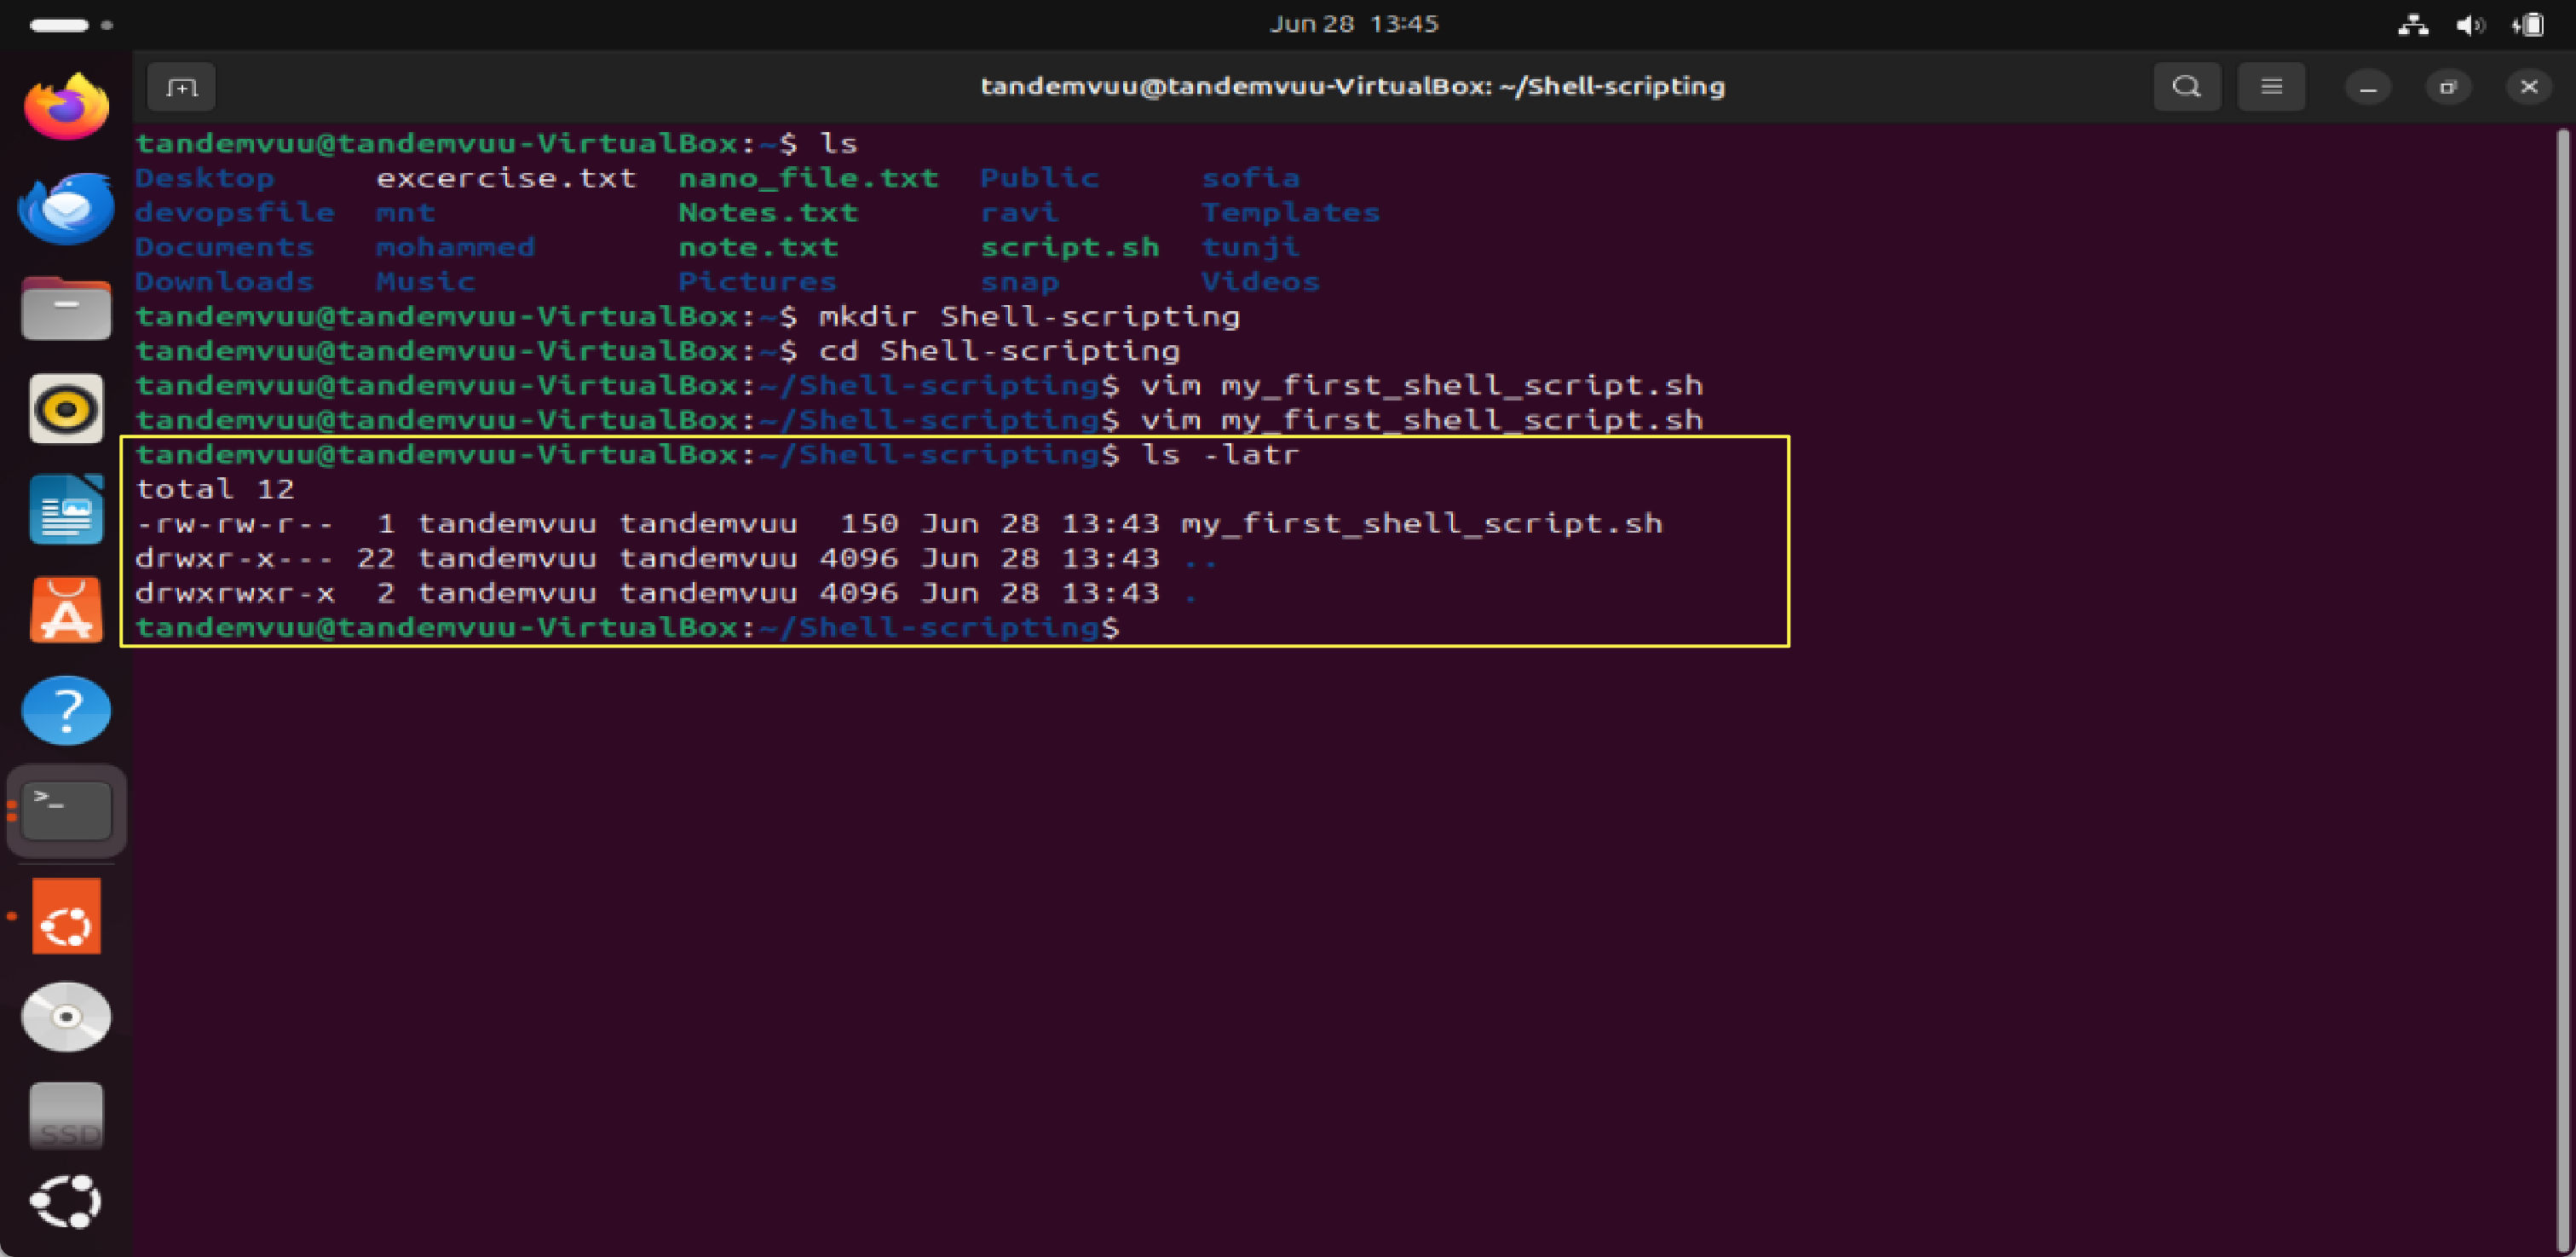 Jun 28 13:45
tandemvuu@tandemvuu-VirtualBox: ~/Shell-scripting
tandemvuu@tandemvuu-VirtualBox:~$ ls
Desktop excercise.txt nano_file.txt Public sofia
devopsfile mnt Notes.txt ravi Templates
Documents mohammed note.txt script.sh tunji
Downloads Music Pictures snap Videos
tandemvuu@tandemvuu-VirtualBox:~$ mkdir Shell-scripting
tandemvuu@tandemvuu-VirtualBox:~$ cd Shell-scripting
tandemvuu@tandemvuu-VirtualBox:~/Shell-scripting$ vim my_first_shell_script.sh
tandemvuu@tandemvuu-VirtualBox:~/Shell-scripting$ vim my_first_shell_script.sh
tandemvuu@tandemvuu-VirtualBox:~/Shell-scripting$ ls -latr
total 12
-rw-rw-r-- 1 tandemvuu tandemvuu 150 Jun 28 13:43 my_first_shell_script.sh
drwxr-x--- 22 tandemvuu tandemvuu 4096 Jun 28 13:43 ..
drwxrwxr-x 2 tandemvuu tandemvuu 4096 Jun 28 13:43 .
tandemvuu@tandemvuu-VirtualBox:~/Shell-scripting$
SSD